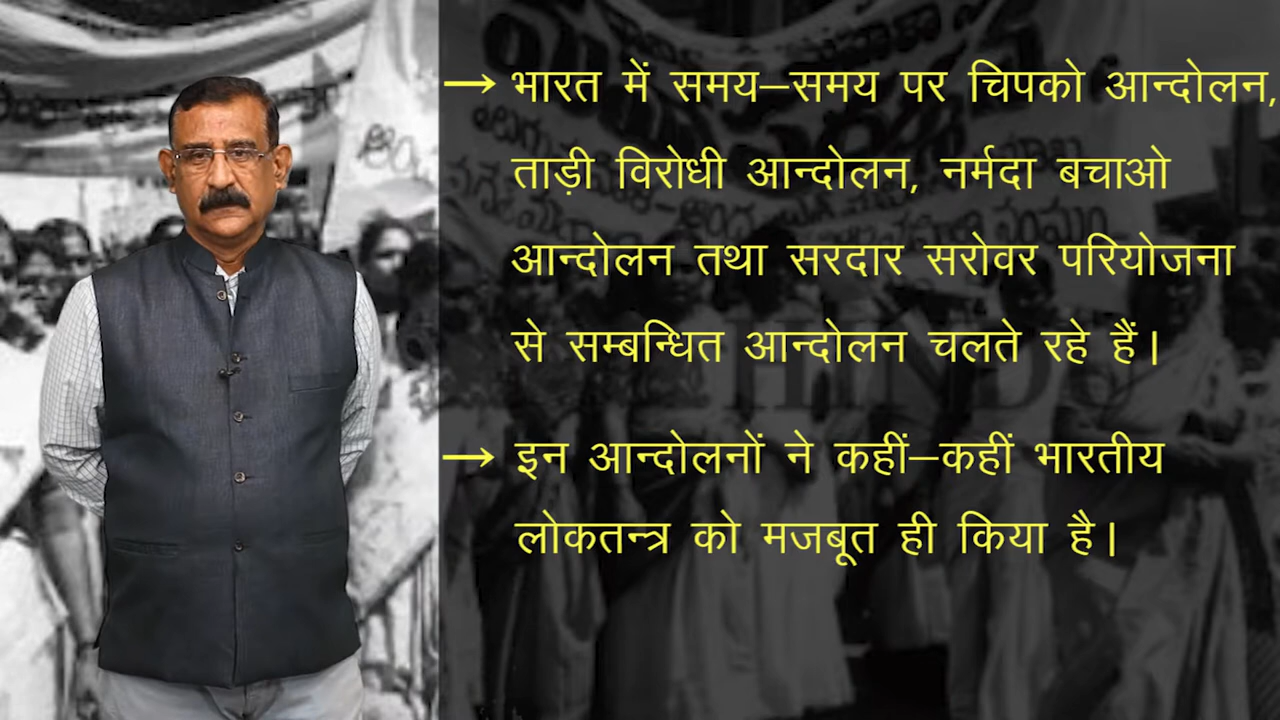 → भारत में समय–समय पर चिपको आन्दोलन,
ताड़ी विरोधी आन्दोलन, नर्मदा बचाओ
आन्दोलन तथा सरदार सरोवर परियोजना
से सम्बन्धित आन्दोलन चलते रहे हैं।
→ इन आन्दोलनों ने कहीं–कहीं भारतीय
लोकतन्त्र को मजबूत ही किया है।